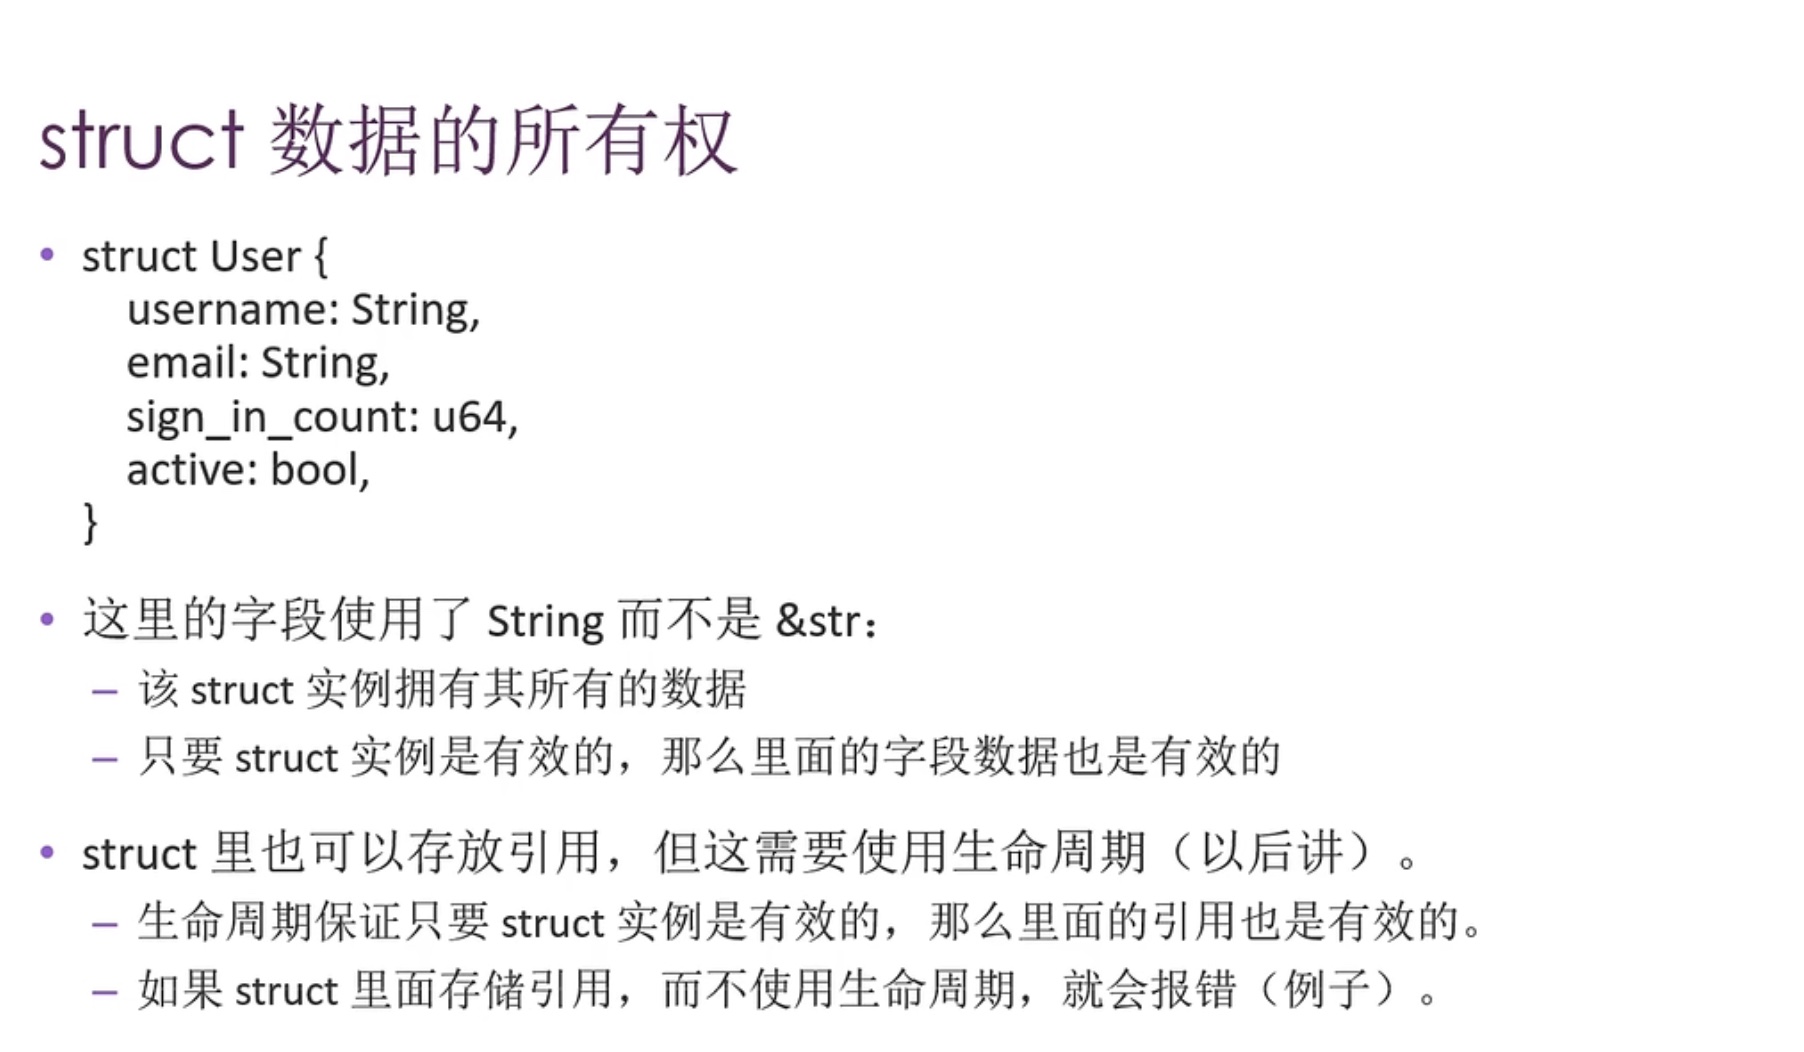 struct 数据的所有权
• struct User {
username: String,
email: String,
sign_in_count: u64,
active: bool,
}
• 这里的字段使用了 String 而不是 &str：
– 该 struct 实例拥有其所有的数据
– 只要 struct 实例是有效的，那么里面的字段数据也是有效的
• struct 里也可以存放引用，但这需要使用生命周期（以后讲）。
– 生命周期保证只要 struct 实例是有效的，那么里面的引用也是有效的。
– 如果 struct 里面存储引用，而不使用生命周期，就会报错（例子）。